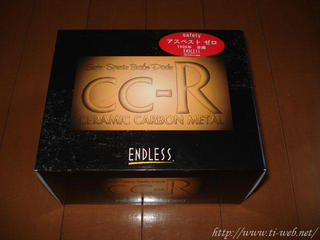 safety
アスベスト ゼロ
ENDLESS
Super Sports Brake Pads
CC-R
CERAMIC CARBON METAL
ENDLESS
http://www.ti-web.net/